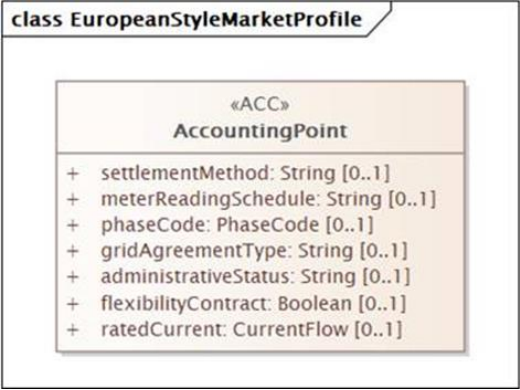 class EuropeanStyleMarketProfile
«ACC»
AccountingPoint
+ settlementMethod: String [0..1]
+ meterReadingSchedule: String [0..1]
+ phaseCode: PhaseCode [0..1]
+ gridAgreementType: String [0..1]
+ administrativeStatus: String [0..1]
+ flexibilityContract: Boolean [0..1]
+ ratedCurrent: CurrentFlow [0..1]